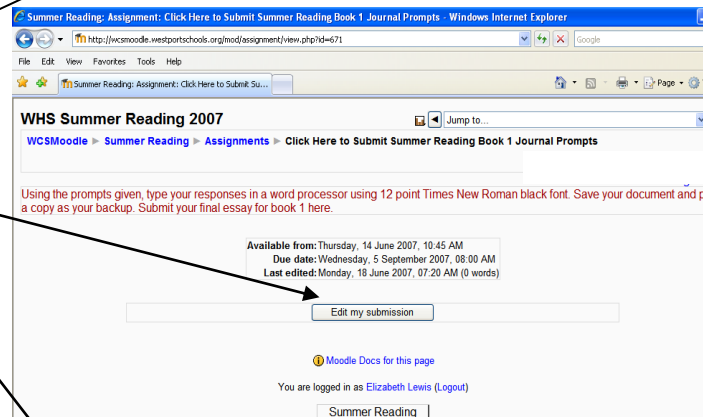 Summer Reading: Assignment: Click Here to Submit Summer Reading Book 1 Journal Prompts - Windows Internet Explorer
http://wcsmoodle.westportschools.org/mod/assignment/view.php?id=671
Google
File Edit View Favorites Tools Help
Summer Reading: Assignment: Click Here to Submit Su...
Page
WHS Summer Reading 2007
Jump to...
WCSMoodle ► Summer Reading ► Assignments ► Click Here to Submit Summer Reading Book 1 Journal Prompts
Using the prompts given, type your responses in a word processor using 12 point Times New Roman black font. Save your document and p
a copy as your backup. Submit your final essay for book 1 here.
Available from: Thursday, 14 June 2007, 10:45 AM
Due date: Wednesday, 5 September 2007, 08:00 AM
Last edited: Monday, 18 June 2007, 07:20 AM (0 words)
Edit my submission
Moodle Docs for this page
You are logged in as Elizabeth Lewis (Logout)
Summer Reading